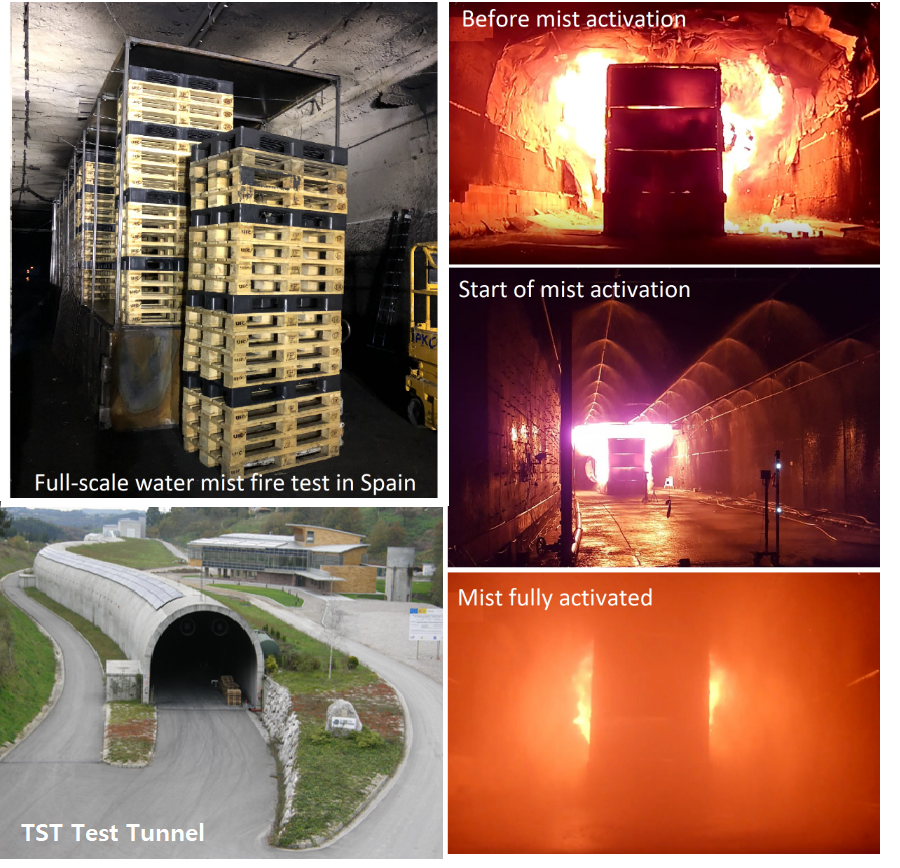 Full-scale water mist fire test in Spain
TST Test Tunnel
Before mist activation
Start of mist activation
Mist fully activated